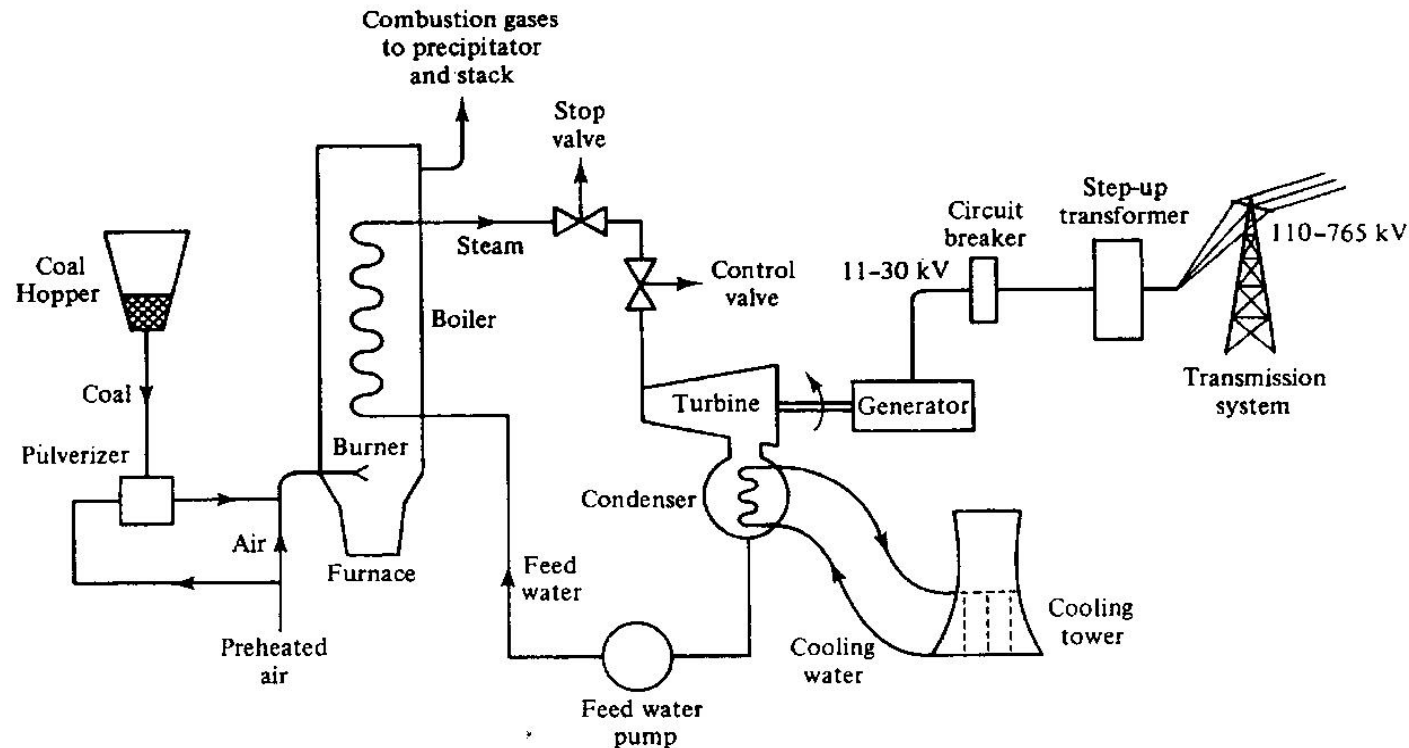 Combustion gases
to precipitator
and stack
Stop
valve
Step-up
transformer
Circuit
breaker
110–765 kV
Steam
Coal
Hopper
Control
valve
11–30 kV
Boiler
Transmission
system
Coal
Turbine
Generator
Burner
Pulverizer
Condenser
Air
Furnace
Feed
water
Cooling
tower
Preheated
air
Cooling
water
Feed water
pump